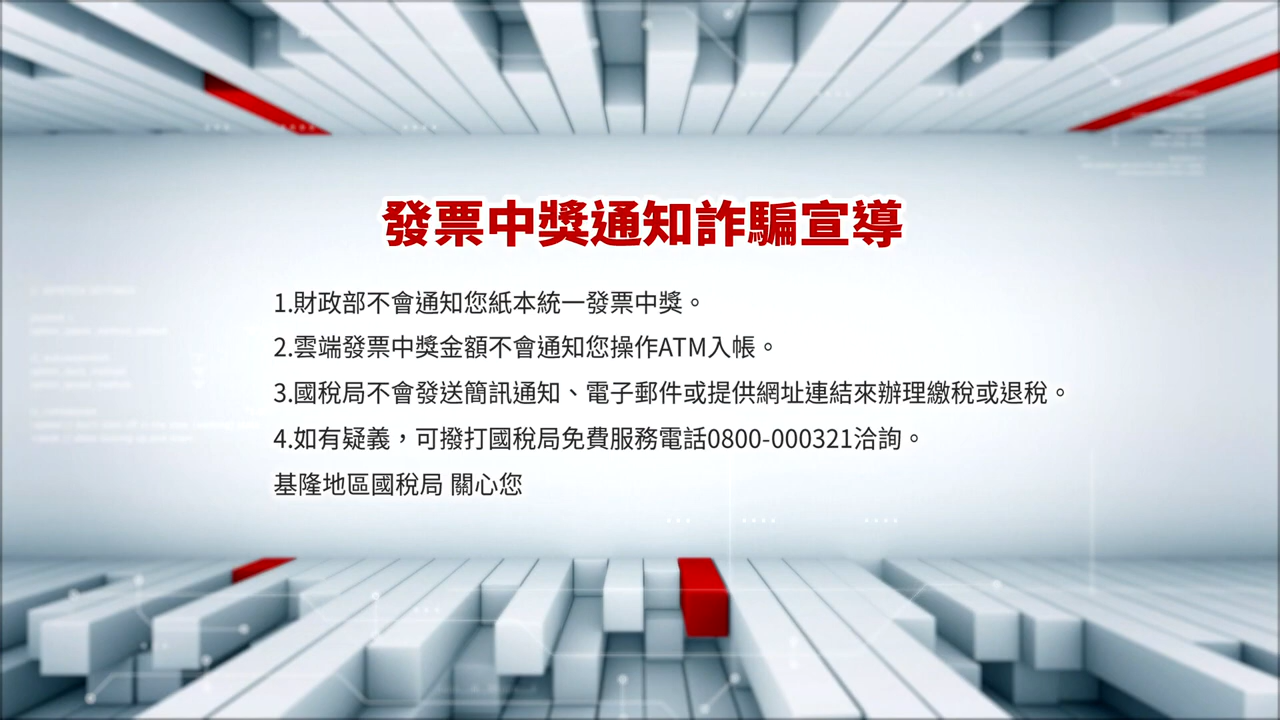 發票中獎通知詐騙宣導
1.財政部不會通知您紙本統一發票中獎。
2.雲端發票中獎金額不會通知您操作ATM入帳。
3.國稅局不會發送簡訊通知、電子郵件或提供網址連結來辦理繳稅或退稅。
4.如有疑義，可撥打國稅局免費服務電話0800-000321洽詢。
基隆地區國稅局 關心您